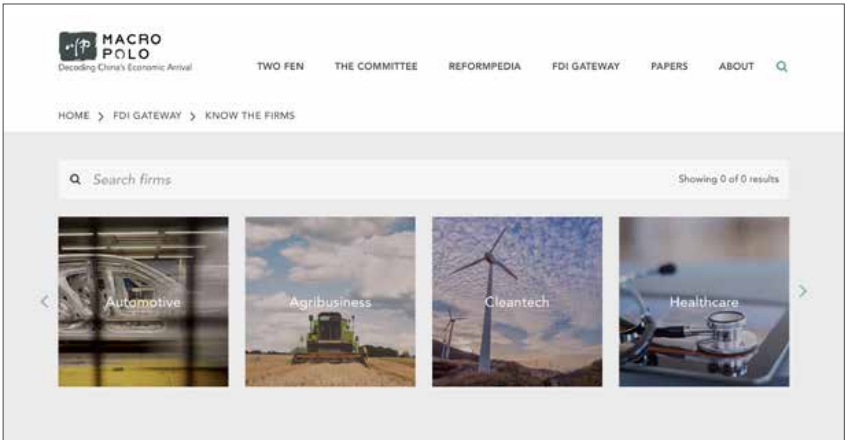 MACRO
POLO
Decoding China's Economic Arrival
TWO FEN THE COMMITTEE REFORMPEDIA FDI GATEWAY PAPERS ABOUT
HOME > FDI GATEWAY > KNOW THE FIRMS
Search firms Showing 0 of 0 results
Automotive Agribusiness Cleantech Healthcare